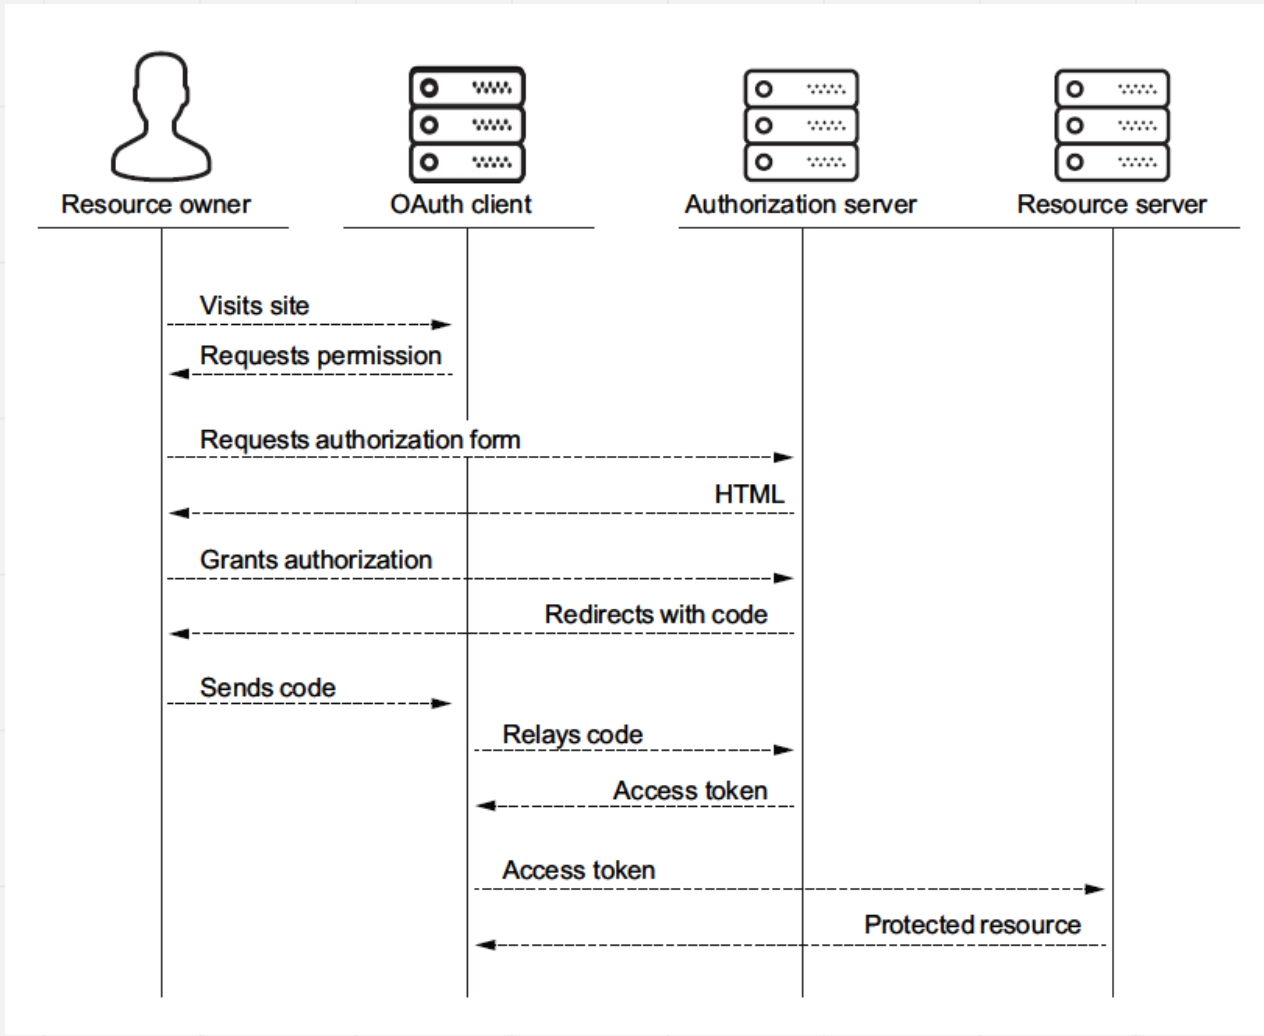 Resource owner
OAuth client
Authorization server
Resource server
Visits site
Requests permission
Requests authorization form
HTML
Grants authorization
Redirects with code
Sends code
Relays code
Access token
Access token
Protected resource